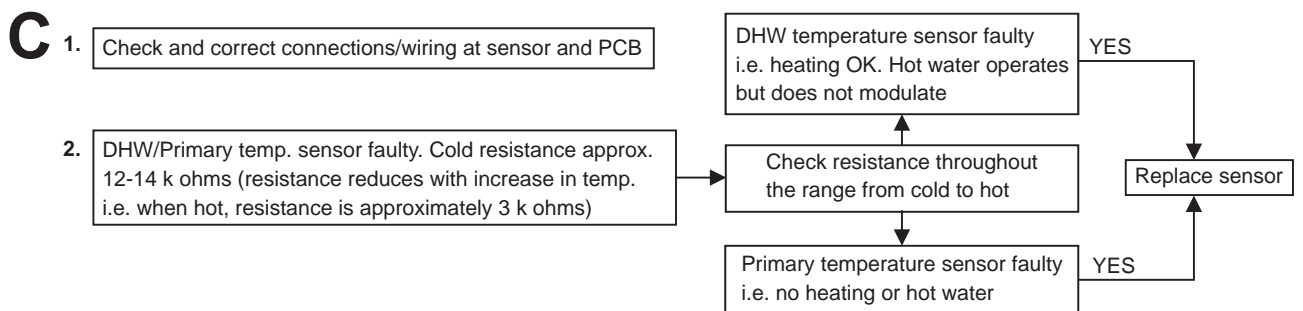 C
1. Check and correct connections/wiring at sensor and PCB
DHW temperature sensor faulty
i.e. heating OK. Hot water operates
but does not modulate
YES
2. DHW/Primary temp. sensor faulty. Cold resistance approx.
12-14 k ohms (resistance reduces with increase in temp.
i.e. when hot, resistance is approximately 3 k ohms)
Check resistance throughout
the range from cold to hot
Replace sensor
Primary temperature sensor faulty
i.e. no heating or hot water
YES